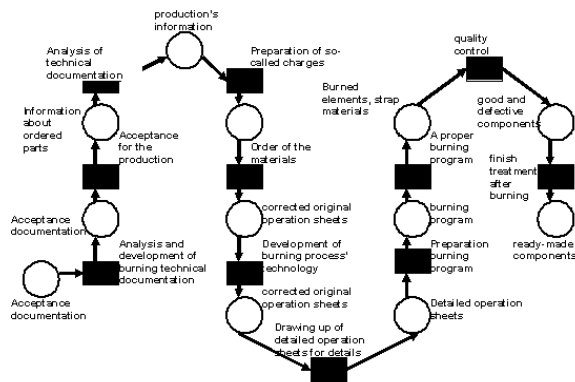 production's
information
Analysis of
technical
documentation
Preparation of so-
called charges
quality
control
Information
about
ordered
parts
Acceptance
for the
production
Order of the
materials
Burned
elements, strap
materials
good and
defective
components
A proper
burning
program
finish
treatment
after
burning
Acceptance
documentation
corrected original
operation sheets
burning
program
ready-made
components
Analysis and
development of
burning technical
documentation
Development of
burning process'
technology
Preparation
burning
program
Acceptance
documentation
corrected original
operation sheets
Detailed operation
sheets
Drawing up of
detailed operation
sheets for details